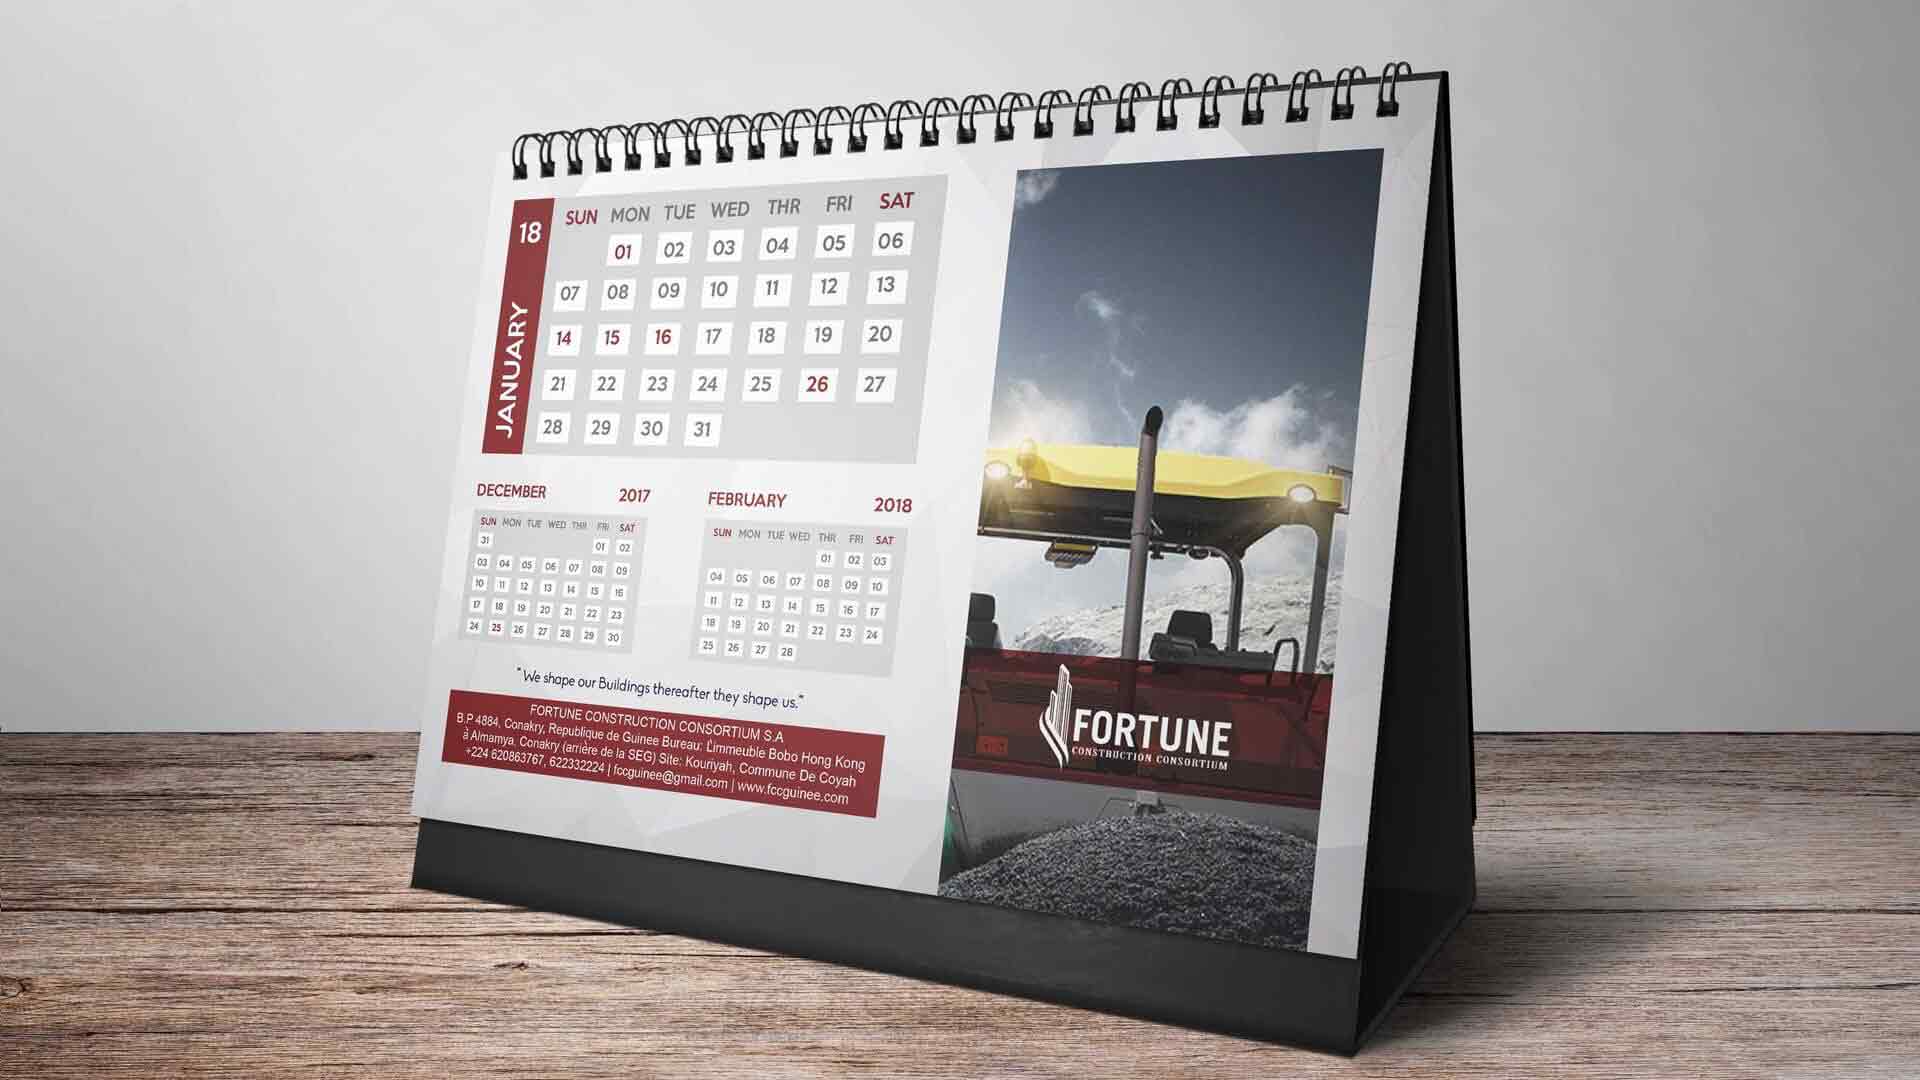 18
JANUARY
SUN MON TUE WED THR FRI SAT
01 02 03 04 05 06
07 08 09 10 11 12 13
14 15 16 17 18 19 20
21 22 23 24 25 26 27
28 29 30 31
DECEMBER 2017
SUN MON TUE WED THR FRI SAT
31 01 02
03 04 05 06 07 08 09
10 11 12 13 14 15 16
17 18 19 20 21 22 23
24 25 26 27 28 29 30
FEBRUARY 2018
SUN MON TUE WED THR FRI SAT
01 02 03
04 05 06 07 08 09 10
11 12 13 14 15 16 17
18 19 20 21 22 23 24
25 26 27 28
"We shape our Buildings thereafter they shape us."
FORTUNE CONSTRUCTION CONSORTIUM S.A
B.P 4884, Conakry, Republique de Guinee Bureau: L'immeuble Bobo Hong Kong
à Almamya, Conakry (arrière de la SEG) Site: Kouriyah, Commune De Coyah
+224 620863767, 622332224 | fccguinee@gmail.com | www.fccguinee.com
FORTUNE
CONSTRUCTION CONSORTIUM